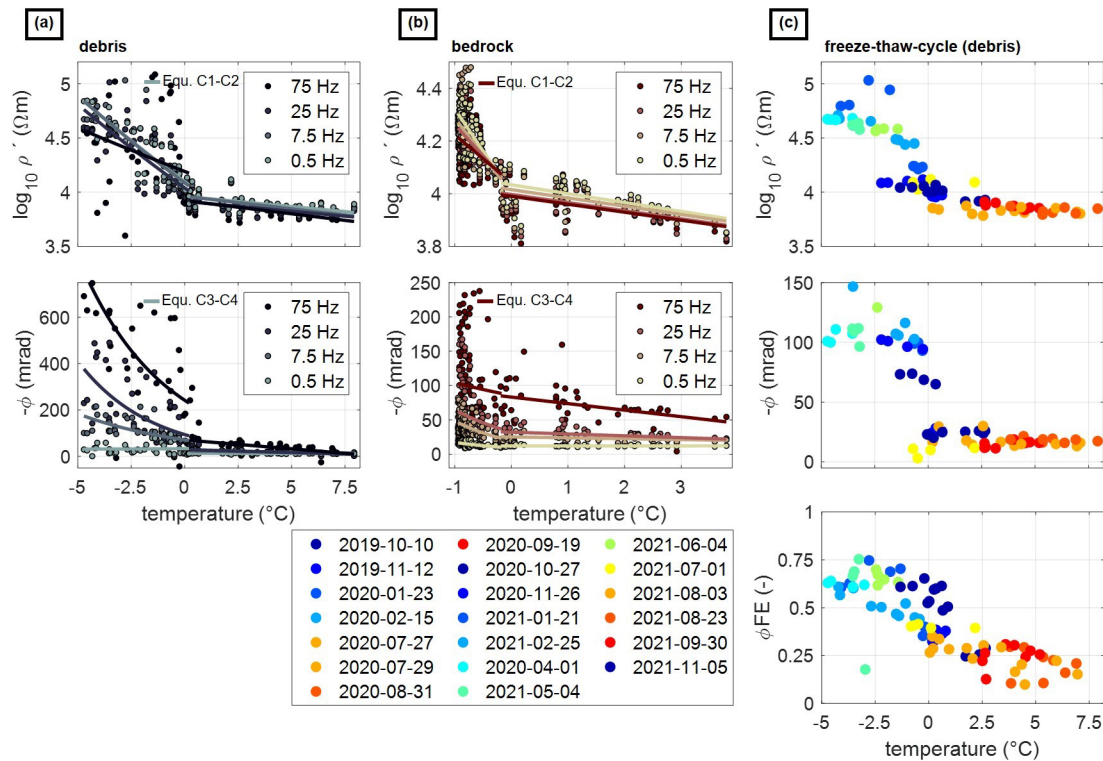 (a)
(b)
(c)
debris
bedrock
freeze-thaw-cycle (debris)
5
4.5
4
3.5
log10 ρ´ (Ωm)
Equ. C1-C2
75 Hz
25 Hz
7.5 Hz
0.5 Hz
4.4
4.2
4
3.8
log10 ρ´ (Ωm)
Equ. C1-C2
75 Hz
25 Hz
7.5 Hz
0.5 Hz
5
4.5
4
3.5
log10 ρ´ (Ωm)
600
400
200
0
-ϕ (mrad)
Equ. C3-C4
75 Hz
25 Hz
7.5 Hz
0.5 Hz
-5 -2.5 0 2.5 5 7.5
temperature (°C)
250
200
150
100
50
0
-ϕ (mrad)
Equ. C3-C4
75 Hz
25 Hz
7.5 Hz
0.5 Hz
-1 0 1 2 3
temperature (°C)
150
100
50
0
-ϕ (mrad)
2019-10-10
2019-11-12
2020-01-23
2020-02-15
2020-07-27
2020-07-29
2020-08-31
2020-09-19
2020-10-27
2020-11-26
2021-01-21
2021-02-25
2020-04-01
2021-05-04
2021-06-04
2021-07-01
2021-08-03
2021-08-23
2021-09-30
2021-11-05
1
0.75
0.5
0.25
0
ϕFE (-)
-5 -2.5 0 2.5 5 7.5
temperature (°C)